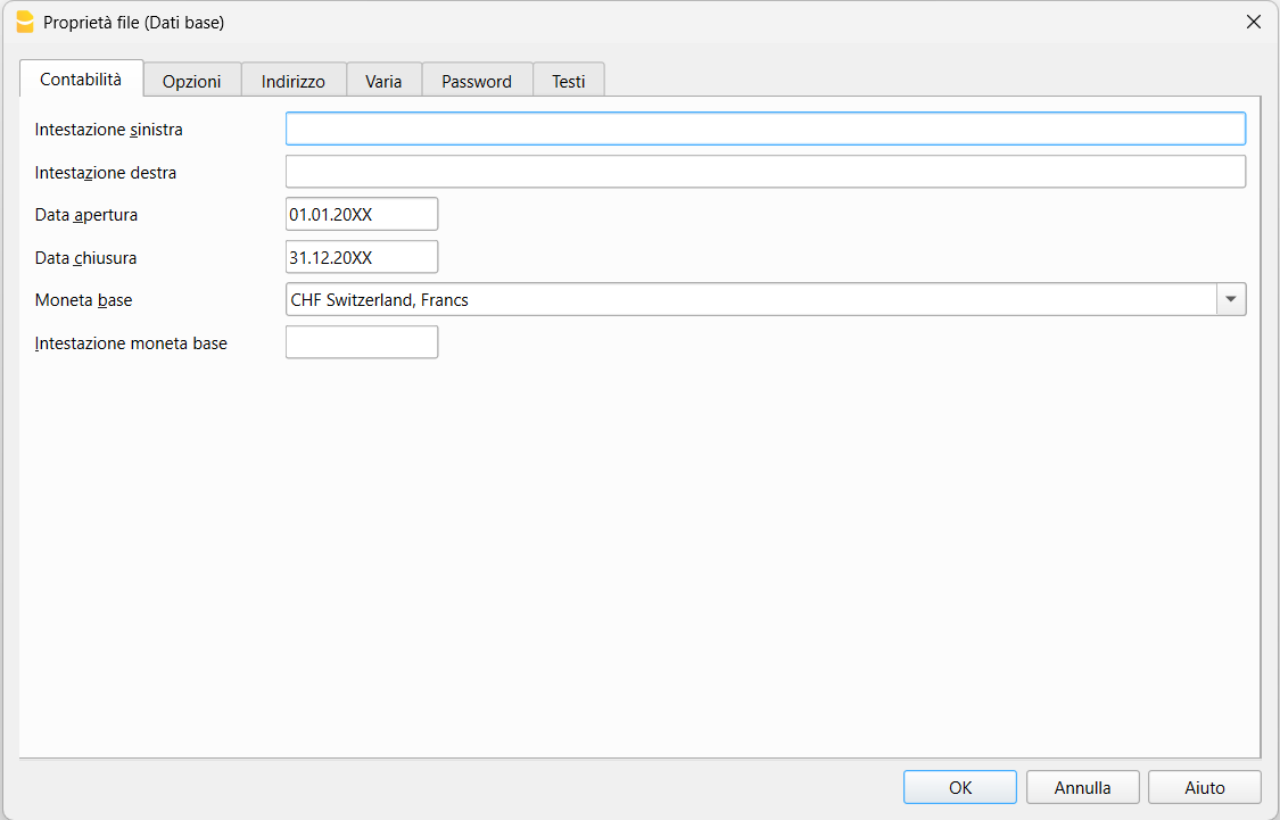 Proprietà file (Dati base)
Contabilità Opzioni Indirizzo Varia Password Testi
Intestazione sinistra
Intestazione destra
Data apertura 01.01.20XX
Data chiusura 31.12.20XX
Moneta base CHF Switzerland, Francs
Intestazione moneta base
OK Annulla Aiuto